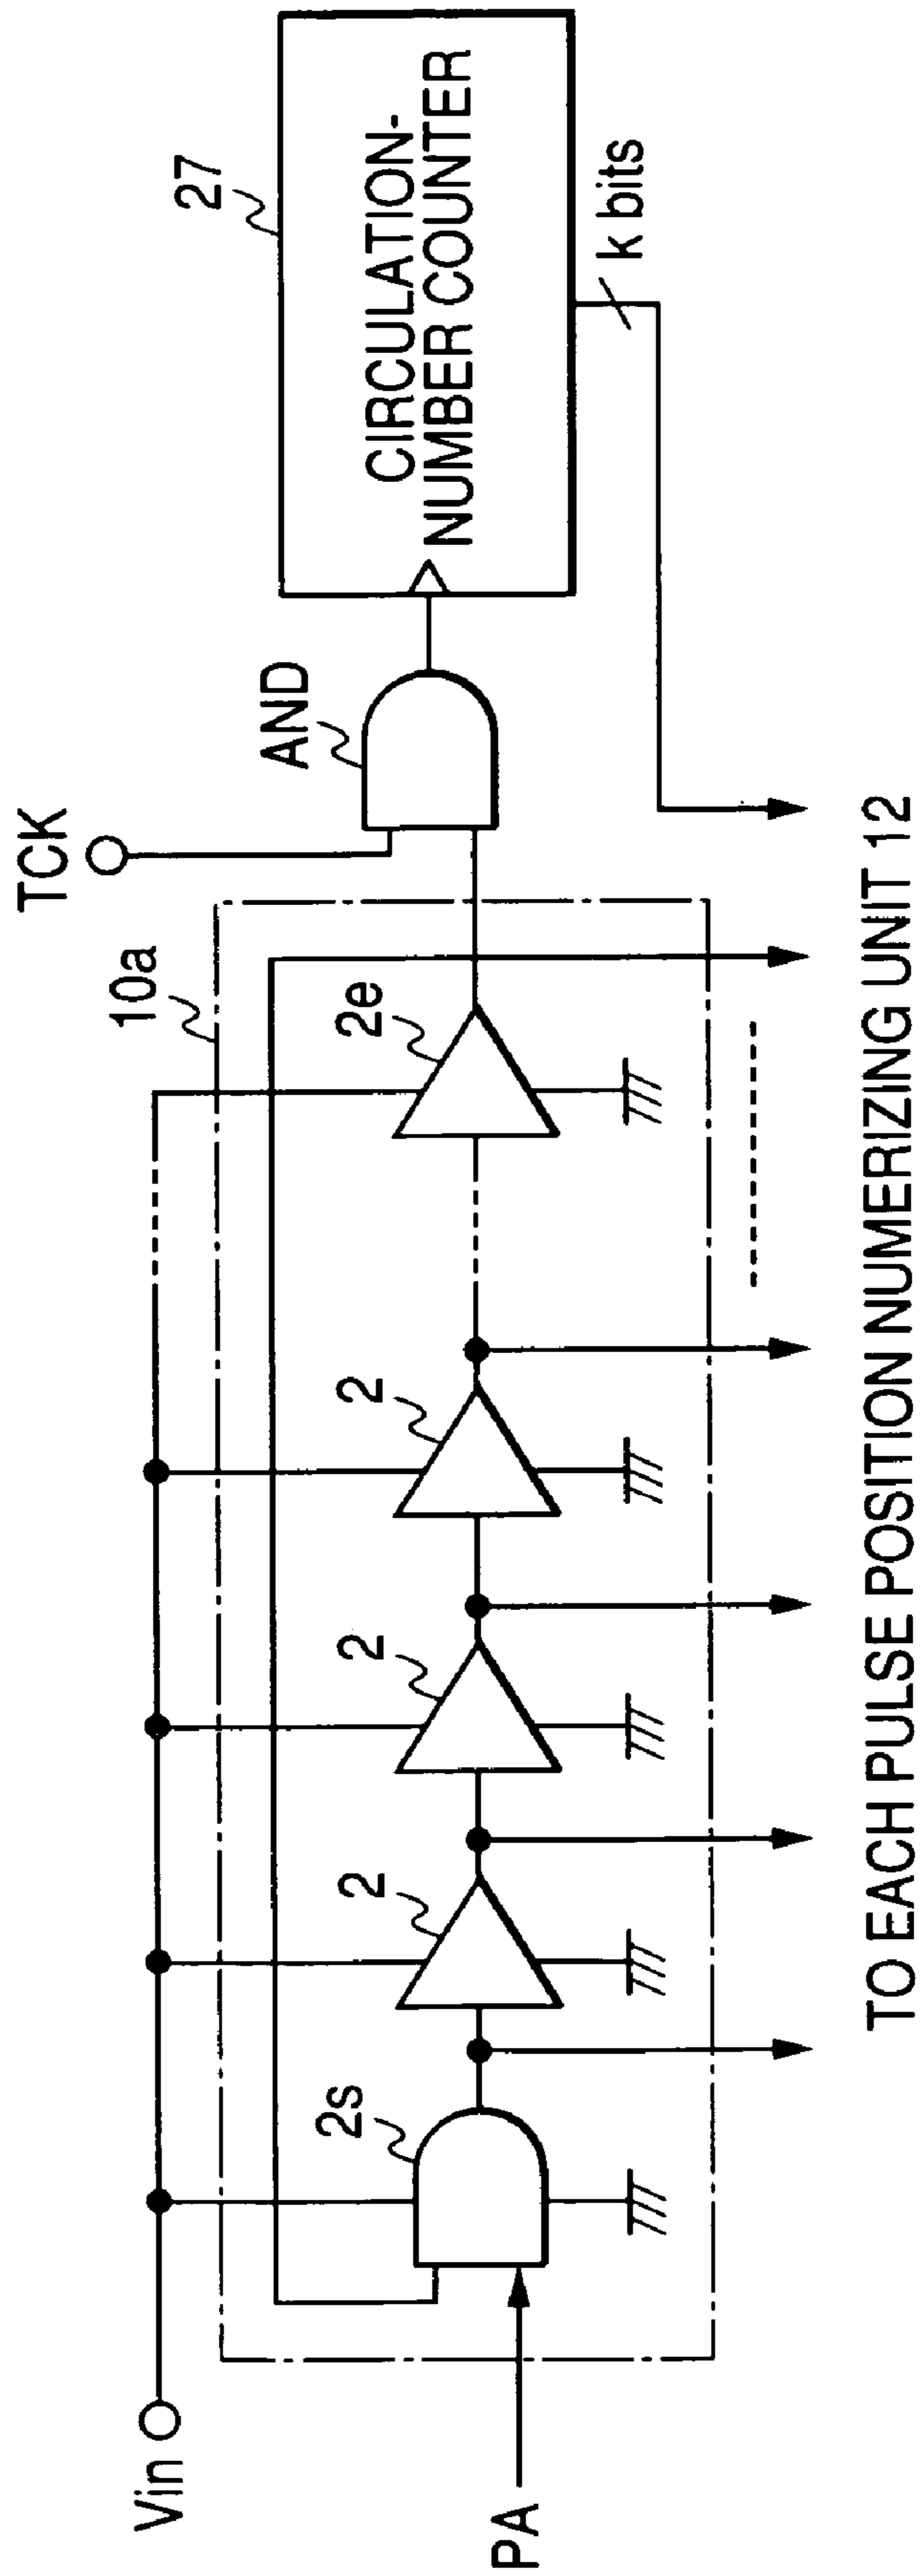 Vin
PA
10a
2s
2
2
2
2e
TCK
AND
27
CIRCULATION-
NUMBER COUNTER
k bits
TO EACH PULSE POSITION NUMERIZING UNIT 12